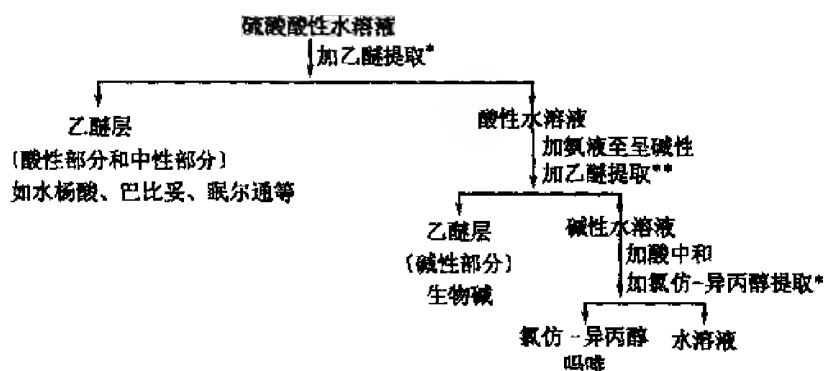 硫酸酸性水溶液
加乙醚提取*
乙醚层
(酸性部分和中性部分)
如水杨酸、巴比妥、眠尔通等
酸性水溶液
加氨液至呈碱性
加乙醚提取**
乙醚层
(碱性部分)
生物碱
碱性水溶液
加酸中和
加氯仿-异丙醇提取*
氯仿-异丙醇
吗啡
水溶液